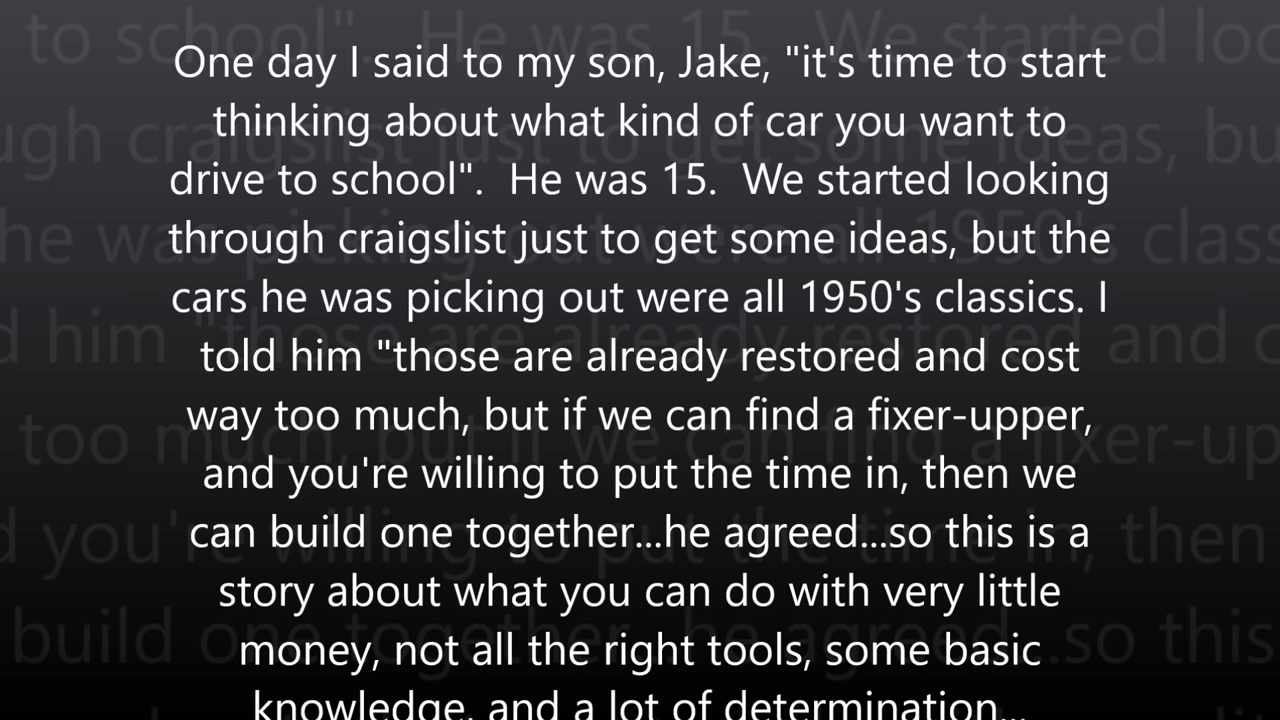 One day I said to my son, Jake, "it's time to start
thinking about what kind of car you want to
drive to school".  He was 15.  We started looking
through craigslist just to get some ideas, but the
cars he was picking out were all 1950's classics. I
told him "those are already restored and cost
way too much, but if we can find a fixer-upper,
and you're willing to put the time in, then we
can build one together...he agreed...so this is a
story about what you can do with very little
money, not all the right tools, some basic
knowledge, and a lot of determination...